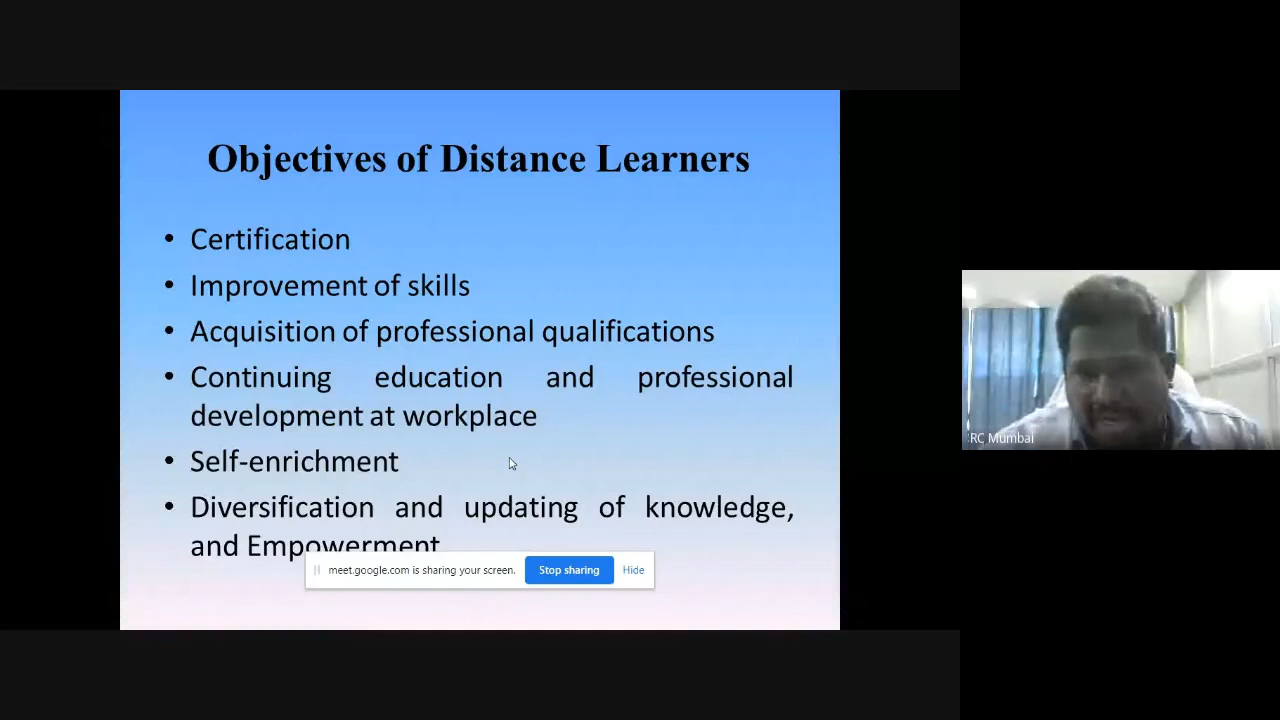 Objectives of Distance Learners
• Certification
• Improvement of skills
• Acquisition of professional qualifications
• Continuing education and professional
development at workplace
• Self-enrichment
• Diversification and updating of knowledge,
and Empowerment
meet.google.com is sharing your screen. Stop sharing Hide
RC Mumbai